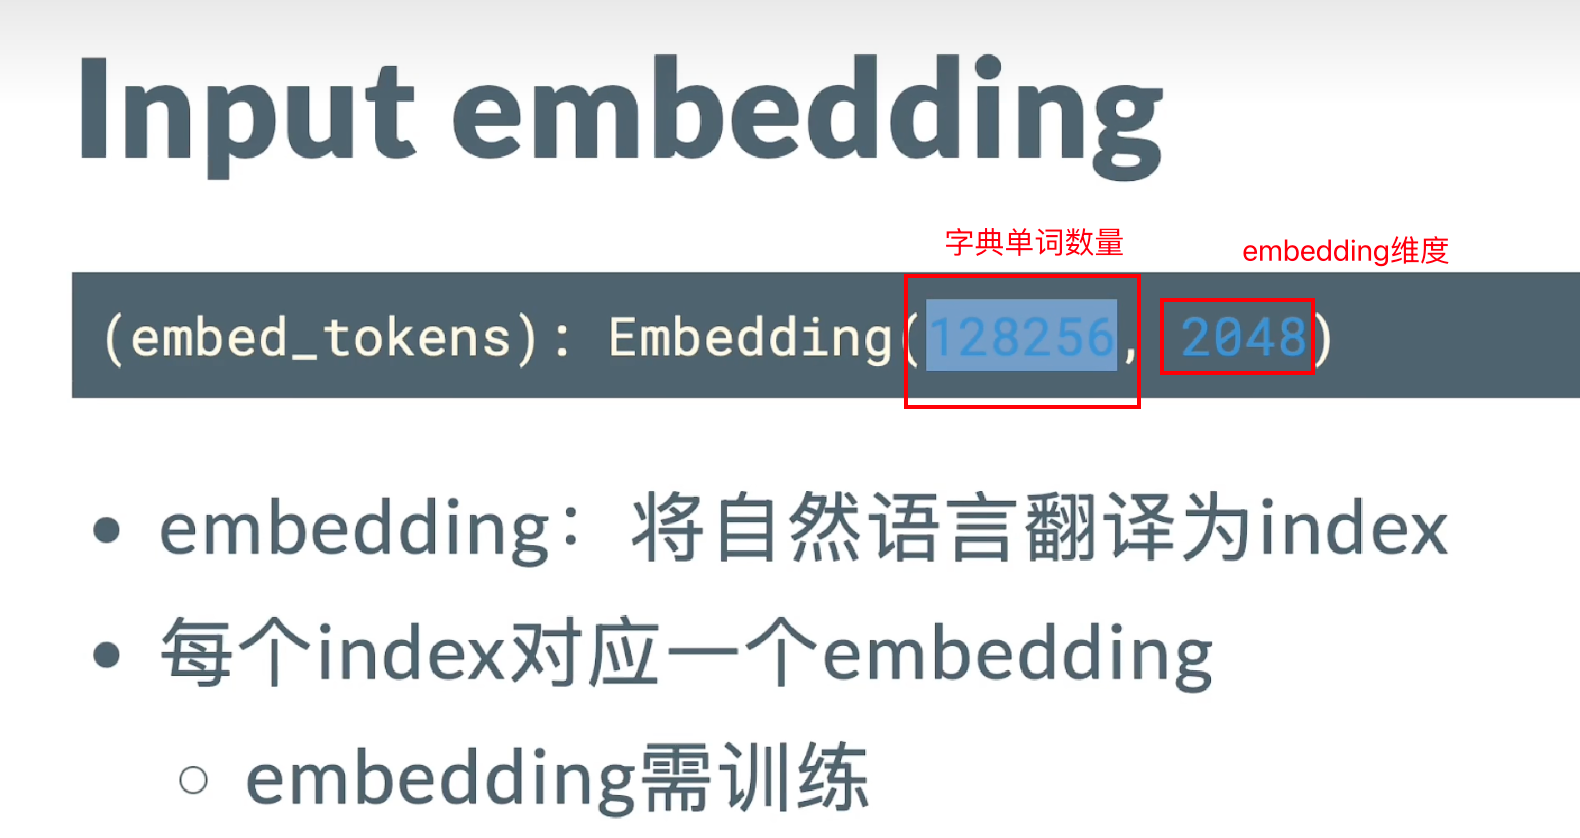 Input embedding
字典单词数量
embedding维度
(embed_tokens): Embedding(128256, 2048)
embedding：将自然语言翻译为index
每个index对应一个embedding
embedding需训练